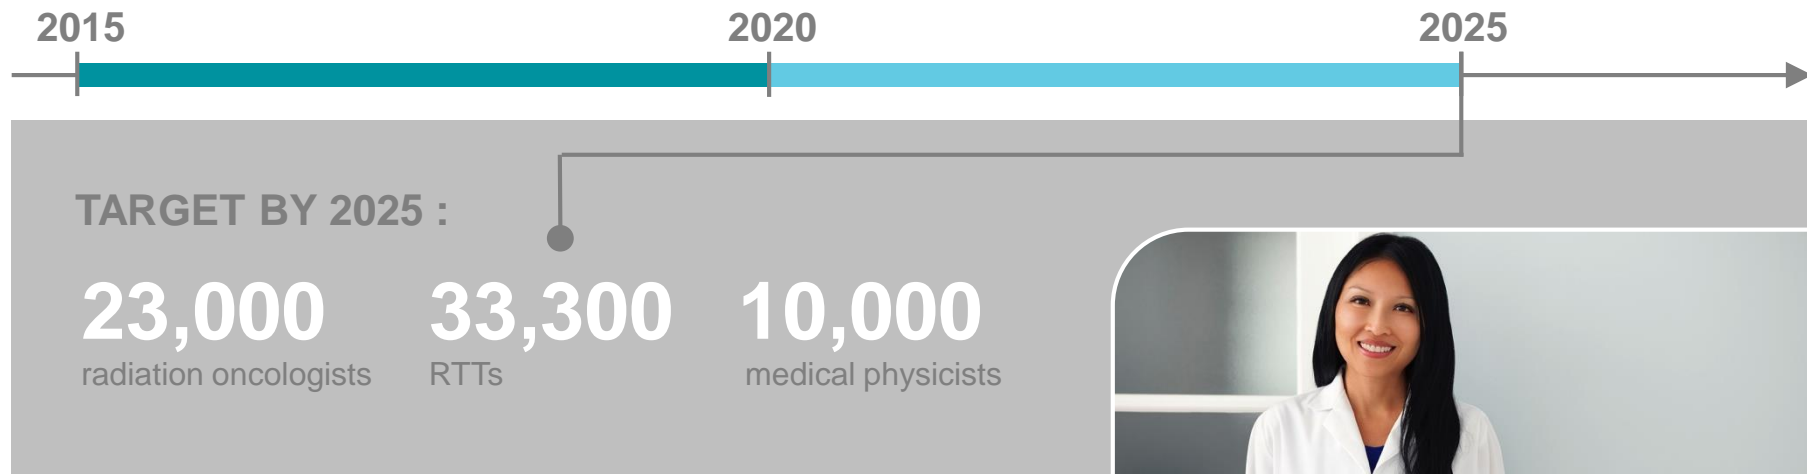 2015 2020 2025
TARGET BY 2025 :
23,000 33,300 10,000
radiation oncologists RTTs medical physicists